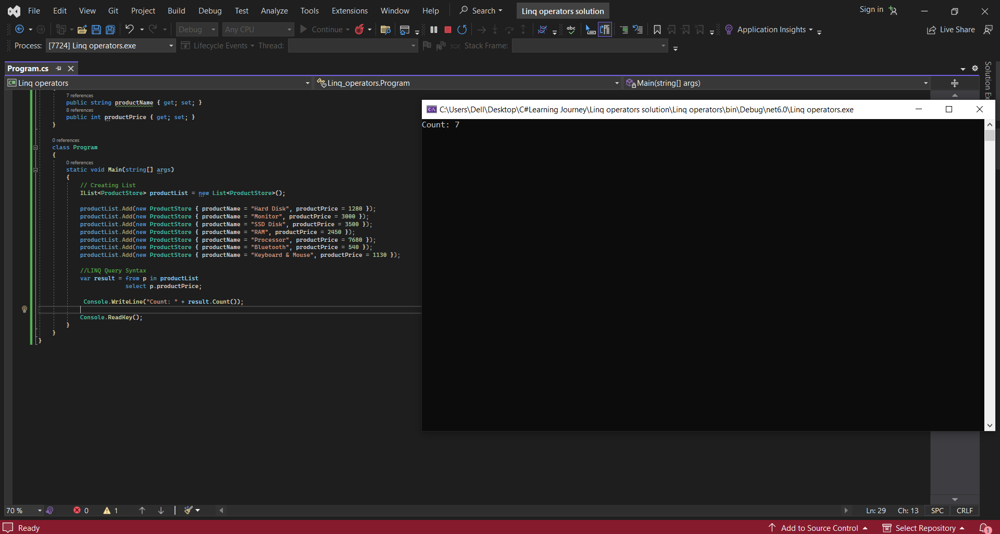 File Edit View Git Project Build Debug Test Analyze Tools Extensions Window Help Search Linq operators solution Sign in
Debug Any CPU Continue abc Application Insights Live Share
Process: [7724] Linq operators.exe Lifecycle Events Thread: Stack Frame:
Program.cs
C# Linq operators Linq_operators.Program Main(string[] args)
Solution Ex
7 references
public string productName { get; set; }
8 references
public int productPrice { get; set; }
}
0 references
class Program
{
0 references
static void Main(string[] args)
{
// Creating List
IList<ProductStore> productList = new List<ProductStore>();
productList.Add(new ProductStore { productName = "Hard Disk", productPrice = 1280 });
productList.Add(new ProductStore { productName = "Monitor", productPrice = 3000 });
productList.Add(new ProductStore { productName = "SSD Disk", productPrice = 3500 });
productList.Add(new ProductStore { productName = "RAM", productPrice = 2450 });
productList.Add(new ProductStore { productName = "Processor", productPrice = 7680 });
productList.Add(new ProductStore { productName = "Bluetooth", productPrice = 540 });
productList.Add(new ProductStore { productName = "Keyboard & Mouse", productPrice = 1130 });
//LINQ Query Syntax
var result = from p in productList
select p.productPrice;
Console.WriteLine("Count: " + result.Count());
Console.ReadKey();
}
}
}
C:\ C:\Users\Dell\Desktop\C#Learning Journey\Linq operators solution\Linq operators\bin\Debug\net6.0\Linq operators.exe
Count: 7
70 % 0 1 Ln: 29 Ch: 13 SPC CRLF
Ready Add to Source Control Select Repository 1